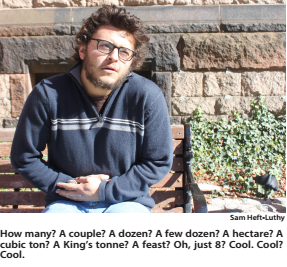 Sam Heft•Luthy
How many? A couple? A dozen? A few dozen? A hectare? A
cubic ton? A King's tonne? A feast? Oh, just 8? Cool. Cool?
Cool.